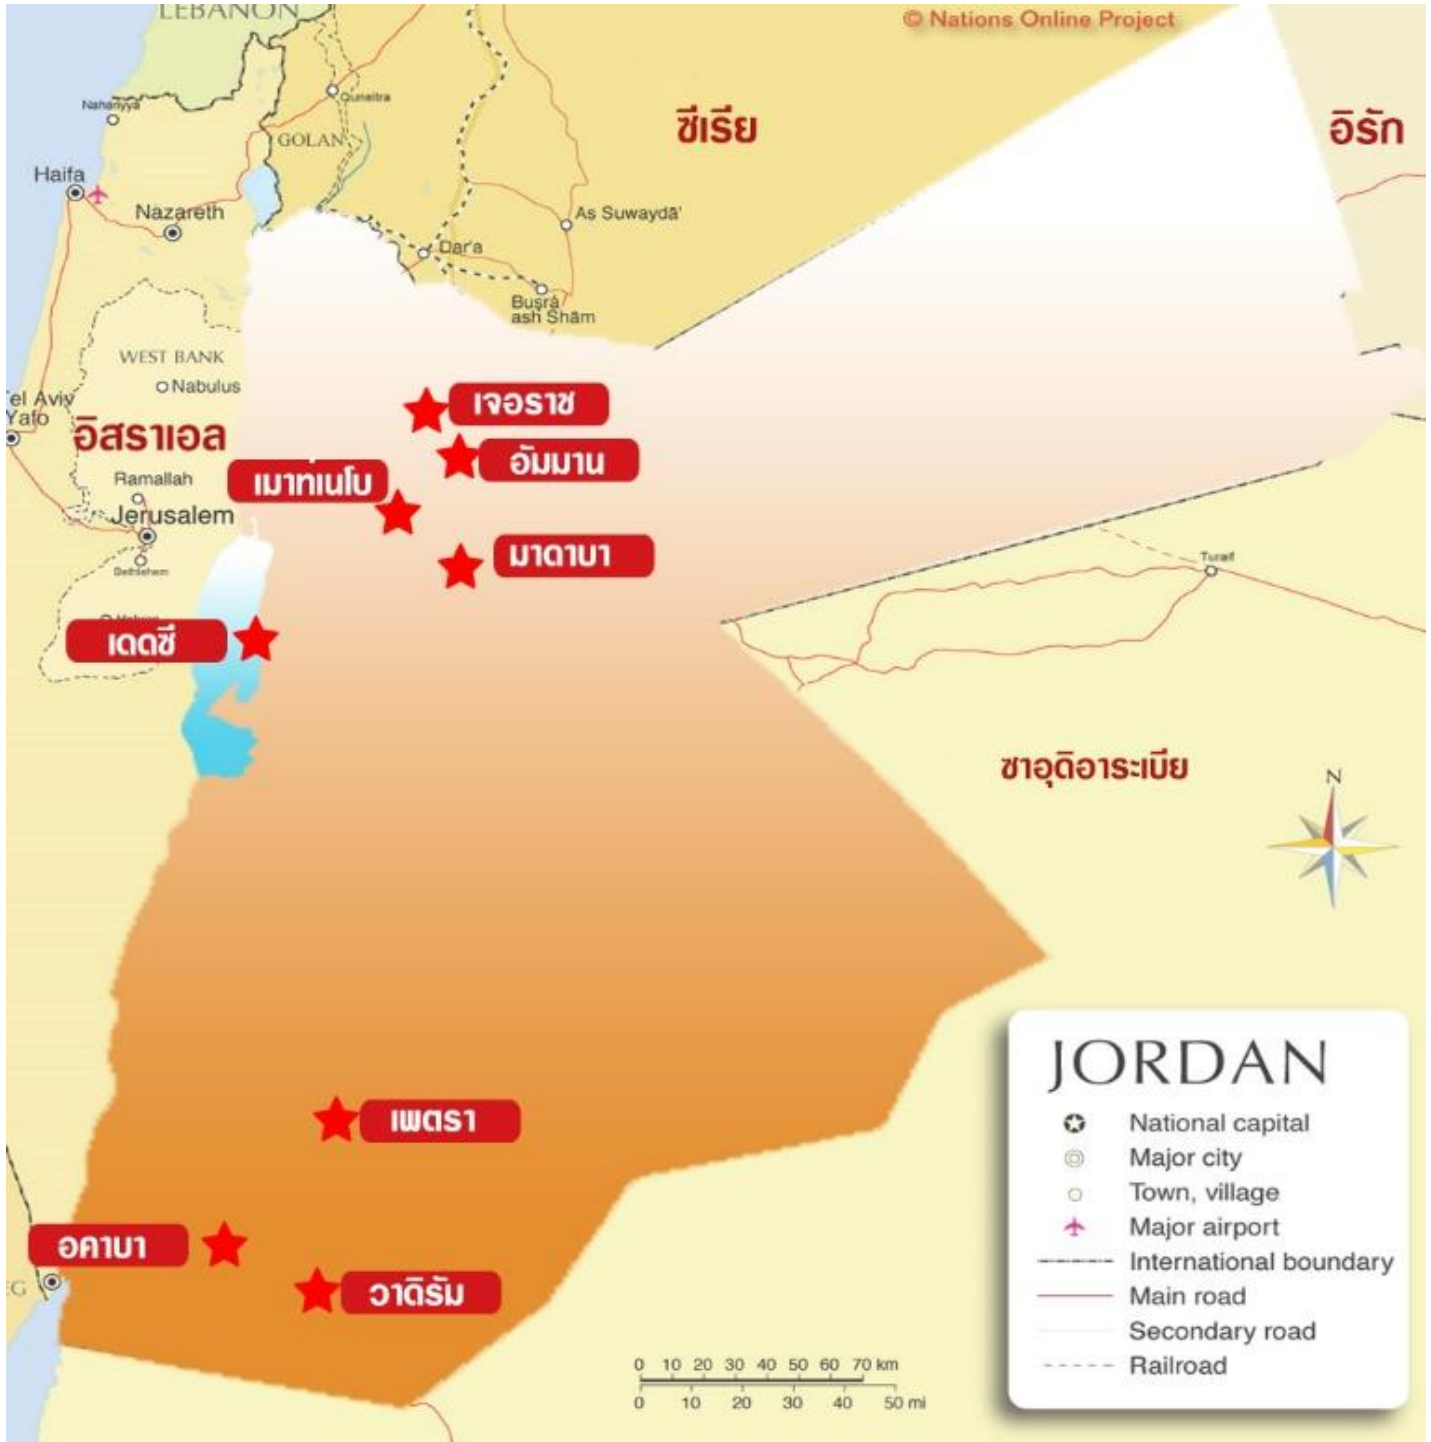 LEBANON
© Nations Online Project
Nahariyya
Quneitra
GOLAN
ซีเรีย
อิรัก
Haifa
Nazareth
As Suwaydā'
Dar'a
Buşrá
ash Shām
WEST BANK
Nabulus
el Aviv
Yafo
อิสราเอล
เจอราช
อัมมาน
เมาท์เนโบ
Ramallah
Jerusalem
มาดาบา
Bethlehem
Turaif
เดดซี
ซาอุดิอาระเบีย
N
เพตรา
อคาบา
วาดิรัม
JORDAN
National capital
Major city
Town, village
Major airport
International boundary
Main road
Secondary road
Railroad
0 10 20 30 40 50 60 70 km
0 10 20 30 40 50 mi